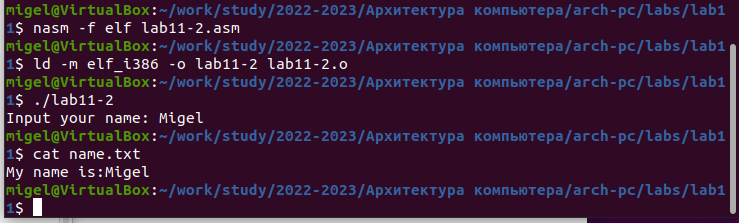 migel@VirtualBox:~/work/study/2022-2023/Архитектура компьютера/arch-pc/labs/lab1
1$ nasm -f elf lab11-2.asm
migel@VirtualBox:~/work/study/2022-2023/Архитектура компьютера/arch-pc/labs/lab1
1$ ld -m elf_i386 -o lab11-2 lab11-2.o
migel@VirtualBox:~/work/study/2022-2023/Архитектура компьютера/arch-pc/labs/lab1
1$ ./lab11-2
Input your name: Migel
migel@VirtualBox:~/work/study/2022-2023/Архитектура компьютера/arch-pc/labs/lab1
1$ cat name.txt
My name is:Migel
migel@VirtualBox:~/work/study/2022-2023/Архитектура компьютера/arch-pc/labs/lab1
1$